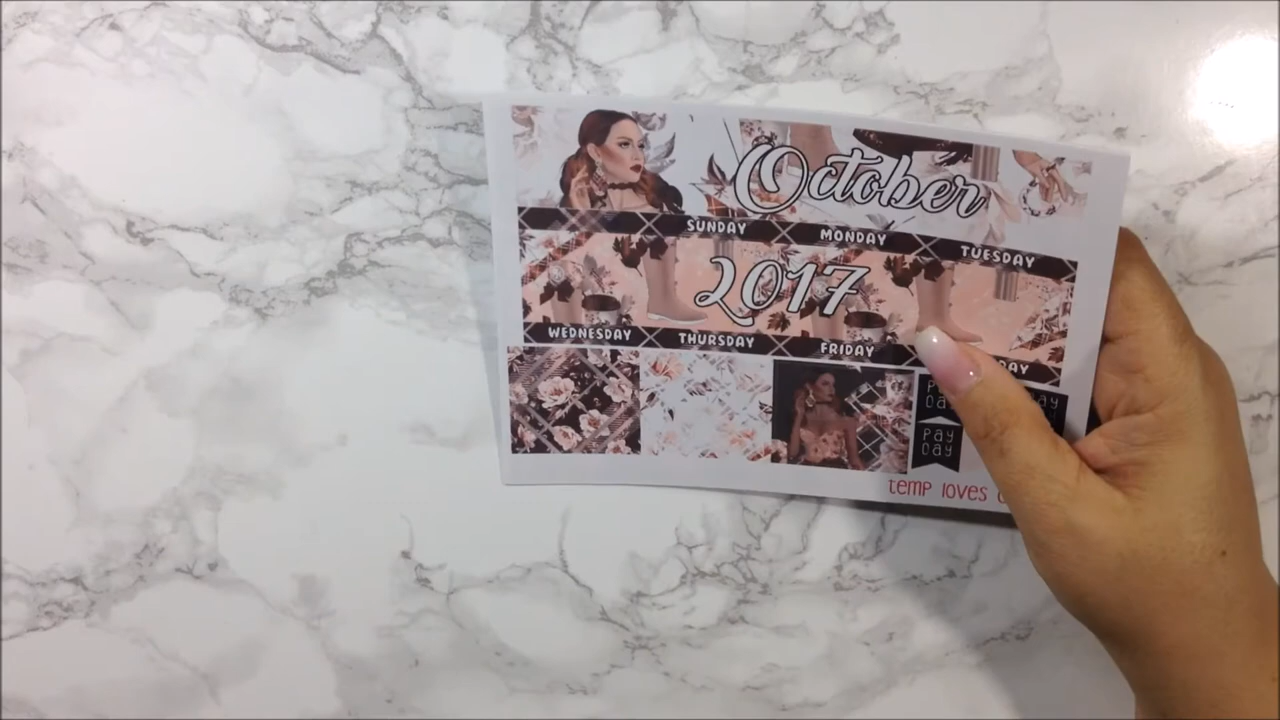 October
SUNDAY MONDAY TUESDAY
2017
WEDNESDAY THURSDAY FRIDAY
PAY
DAY
TEMP LOVES